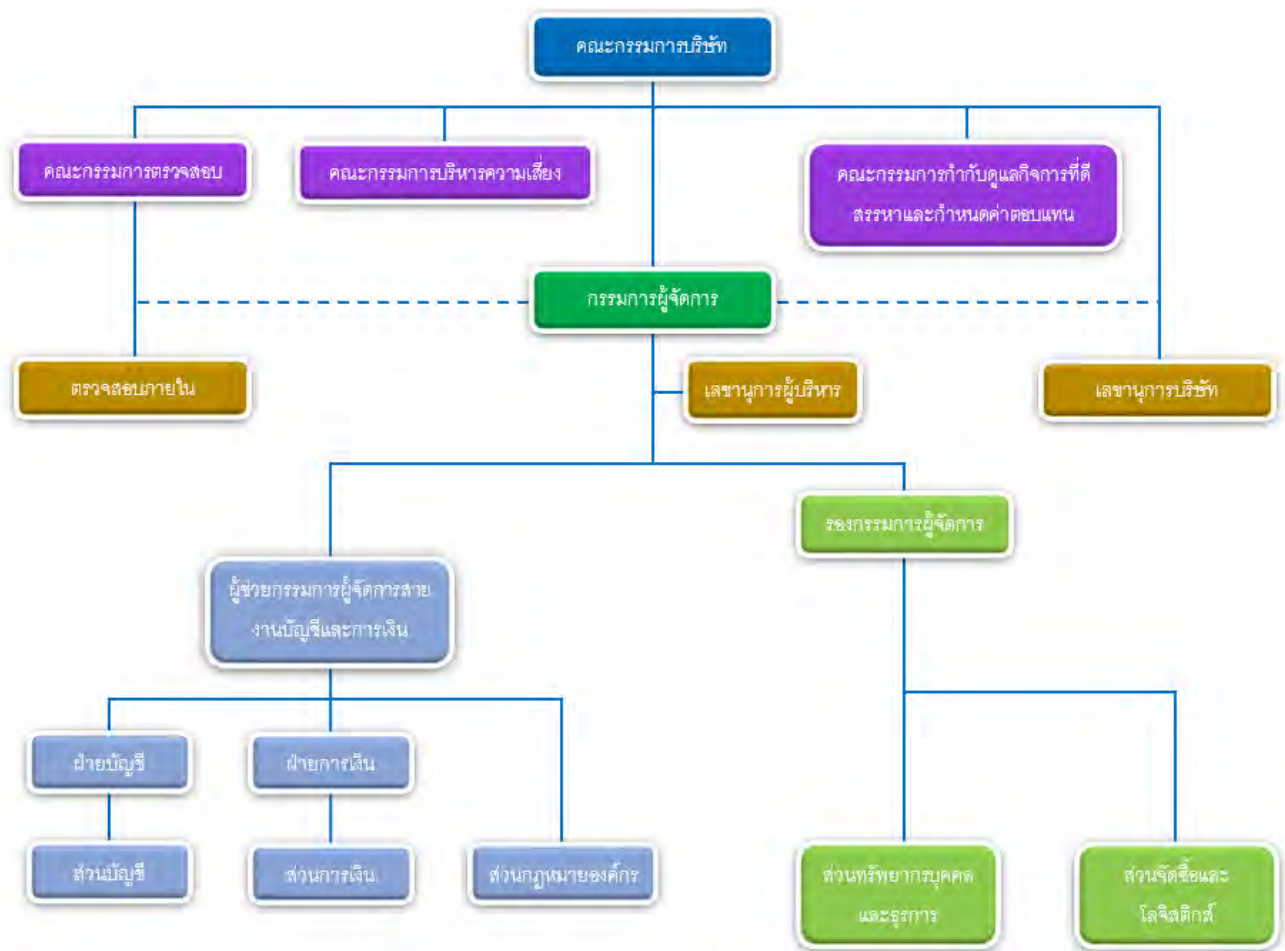 คณะกรรมการบริษัท
คณะกรรมการตรวจสอบ
คณะกรรมการบริหารความเสี่ยง
คณะกรรมการกำกับดูแลกิจการที่ดี
สรรหาและกำหนดค่าตอบแทน
กรรมการผู้จัดการ
ตรวจสอบภายใน
เลขานุการผู้บริหาร
เลขานุการบริษัท
รองกรรมการผู้จัดการ
ผู้ช่วยกรรมการผู้จัดการสาย
งานบัญชีและการเงิน
ฝ่ายบัญชี
ฝ่ายการเงิน
ส่วนบัญชี
ส่วนการเงิน
ส่วนกฎหมายองค์กร
ส่วนทรัพยากรบุคคล
และธุรการ
ส่วนจัดซื้อและ
โลจิสติกส์